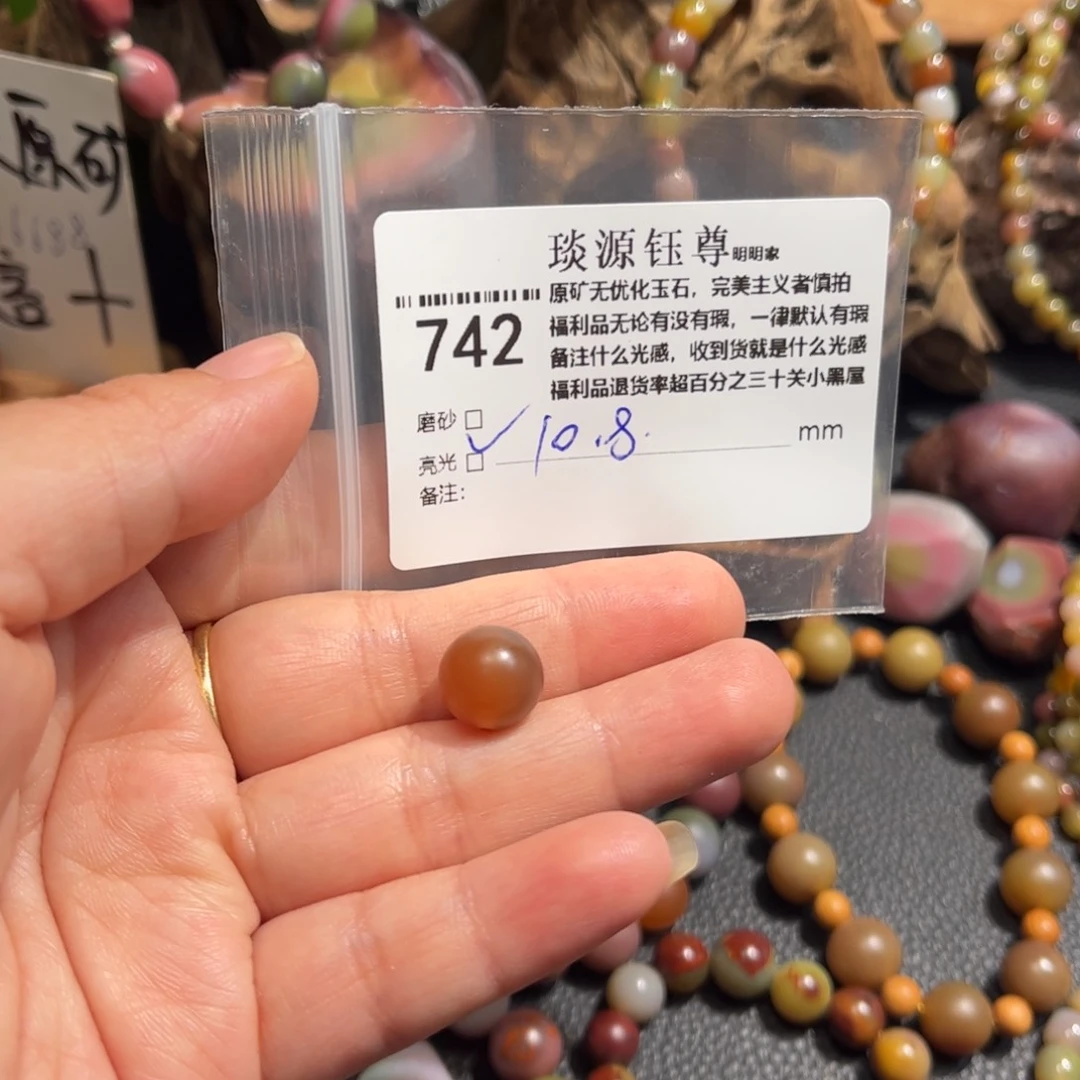 原矿
6188
十
琰源钰尊明明家
原矿无优化玉石，完美主义者慎拍
742
福利品无论有没有瑕，一律默认有瑕
备注什么光感，收到货就是什么光感
福利品退货率超百分之三十关小黑屋
磨砂 □
亮光 □ ✓ 10.8. mm
备注：